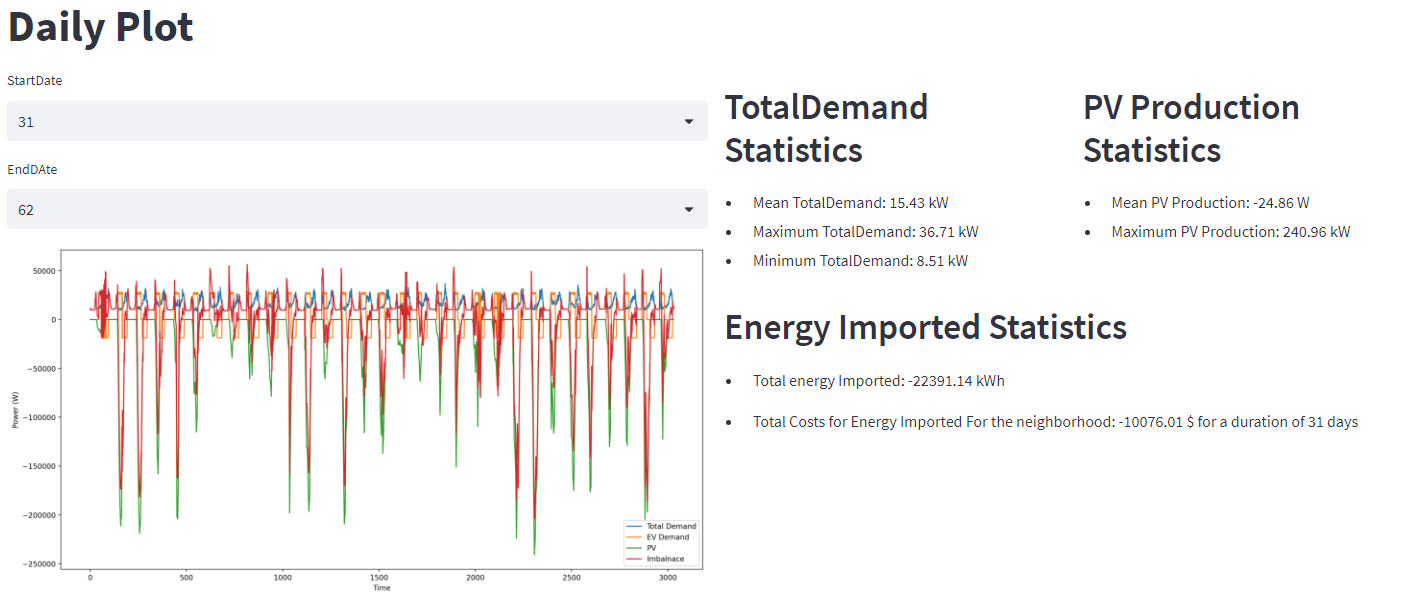 Daily Plot
StartDate
31
EndDAte
62
TotalDemand
Statistics
Mean TotalDemand: 15.43 kW
Maximum TotalDemand: 36.71 kW
Minimum TotalDemand: 8.51 kW
PV Production
Statistics
Mean PV Production: -24.86 W
Maximum PV Production: 240.96 kW
Energy Imported Statistics
Total energy Imported: -22391.14 kWh
Total Costs for Energy Imported For the neighborhood: -10076.01 $ for a duration of 31 days
Power (W)
50000
0
−50000
−100000
−150000
−200000
−250000
0 500 1000 1500 2000 2500 3000
Time
Total Demand
EV Demand
PV
Imbalnace